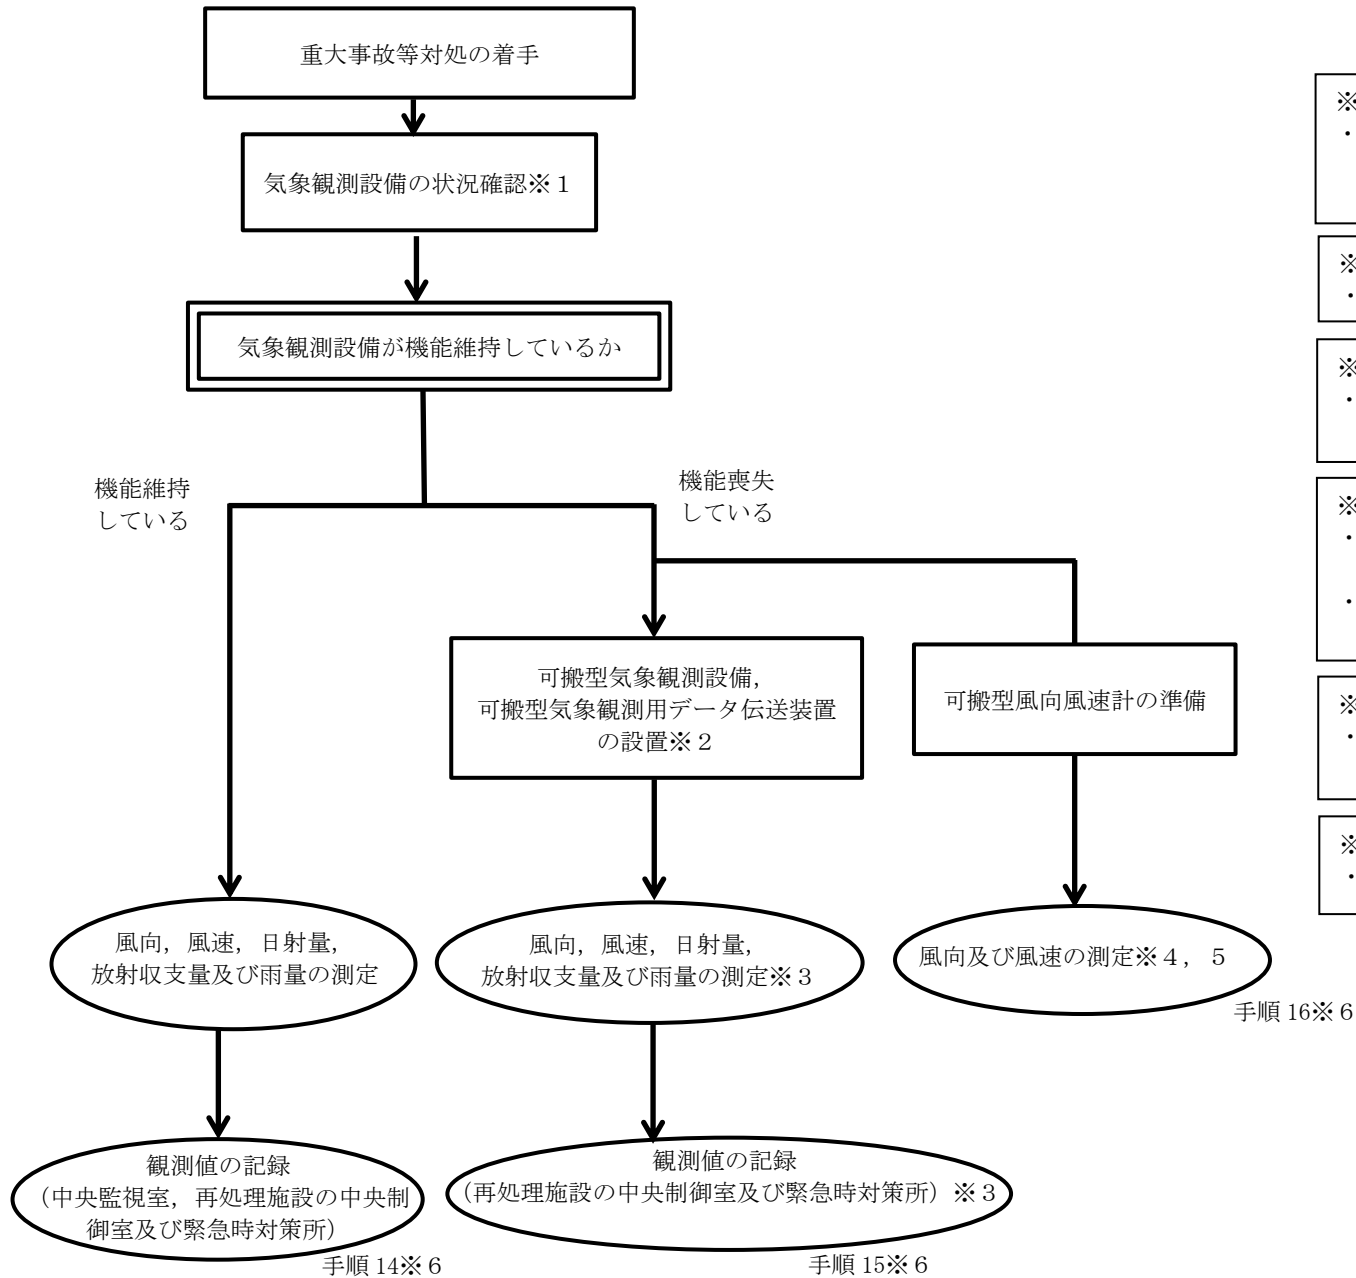 重大事故等対処の着手
気象観測設備の状況確認※１
気象観測設備が機能維持しているか
機能維持
している
機能喪失
している
可搬型気象観測設備，
可搬型気象観測用データ伝送装置
の設置※２
可搬型風向風速計の準備
風向，風速，日射量，
放射収支量及び雨量の測定
風向，風速，日射量，
放射収支量及び雨量の測定※３
風向及び風速の測定※４，５
手順 16※６
観測値の記録
（中央監視室，再処理施設の中央制
御室及び緊急時対策所）
手順 14※６
観測値の記録
（再処理施設の中央制御室及び緊急時対策所）※３
手順 15※６
※
・
※
・
※
・
※
・
・
※
・
※
・